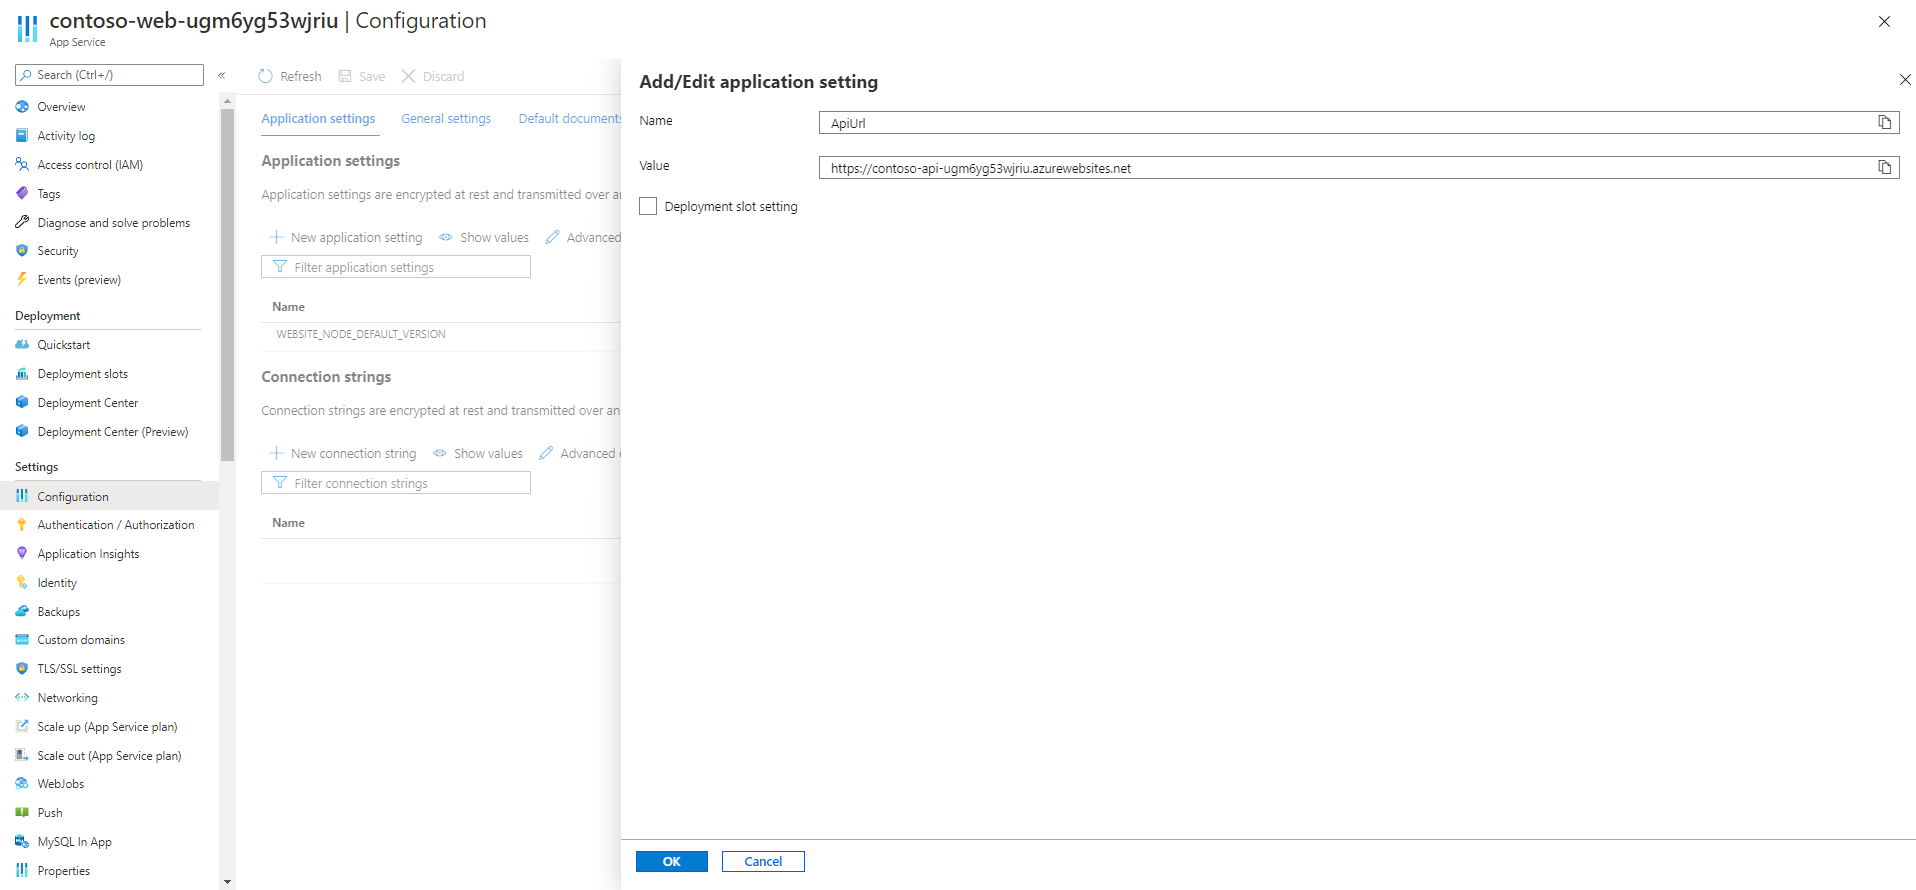 contoso-web-ugm6yg53wjriu | Configuration
App Service
Search (Ctrl+/)
«
Overview
Activity log
Access control (IAM)
Tags
Diagnose and solve problems
Security
Events (preview)
Deployment
Quickstart
Deployment slots
Deployment Center
Deployment Center (Preview)
Settings
Configuration
Authentication / Authorization
Application Insights
Identity
Backups
Custom domains
TLS/SSL settings
Networking
Scale up (App Service plan)
Scale out (App Service plan)
WebJobs
Push
MySQL In App
Properties
Refresh Save Discard
Application settings General settings Default documents
Application settings
Application settings are encrypted at rest and transmitted over an
New application setting Show values Advanced
Filter application settings
Name
WEBSITE_NODE_DEFAULT_VERSION
Connection strings
Connection strings are encrypted at rest and transmitted over an
New connection string Show values Advanced e
Filter connection strings
Name
Add/Edit application setting
Name
ApiUrl
Value
https://contoso-api-ugm6yg53wjriu.azurewebsites.net
Deployment slot setting
OK Cancel